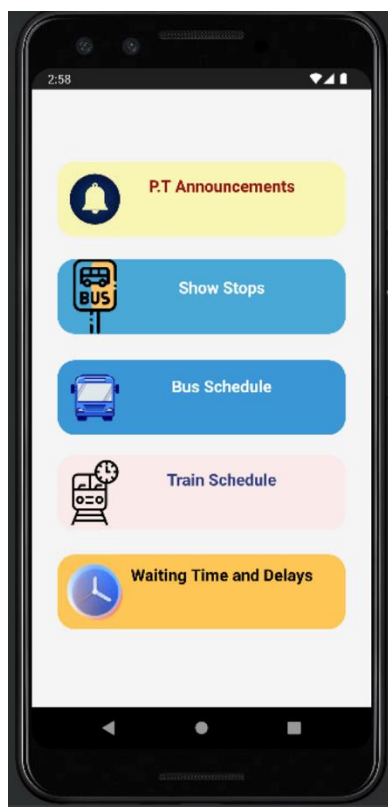 2:58
P.T Announcements
BUS
Show Stops
Bus Schedule
Train Schedule
Waiting Time and Delays